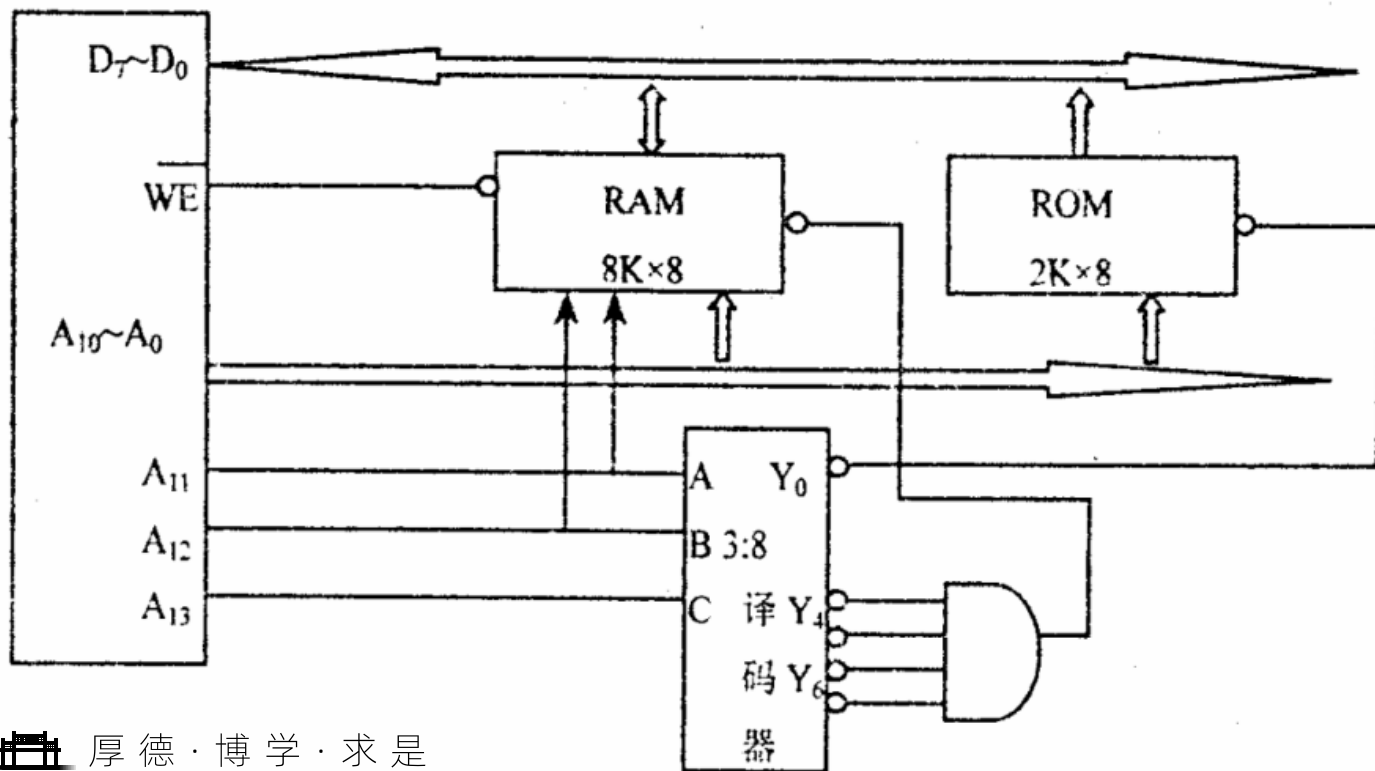 D₇~D₀
W̅E̅
RAM
8K×8
ROM
2K×8
A₁₀~A₀
A₁₁
A₁₂
A₁₃
A
Y₀
B 3:8
C
译 Y₄
码 Y₆
器
厚德·博学·求是